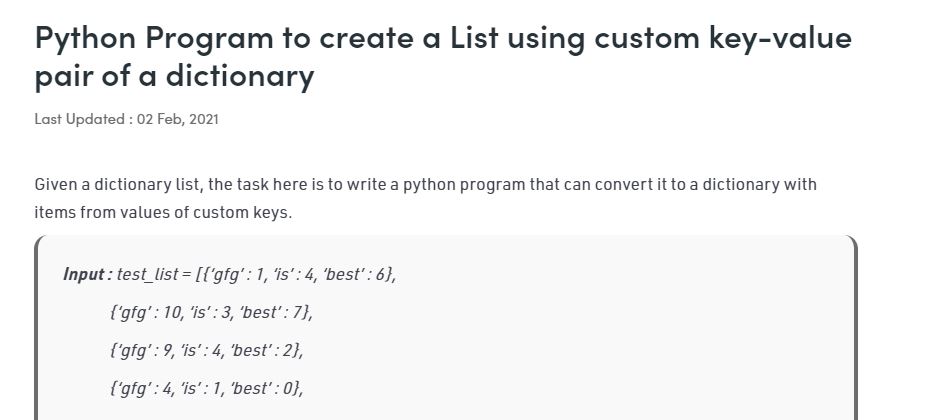 Python Program to create a List using custom key-value
pair of a dictionary
Last Updated : 02 Feb, 2021
Given a dictionary list, the task here is to write a python program that can convert it to a dictionary with
items from values of custom keys.
Input : test_list = [{‘gfg’ : 1, ‘is’ : 4, ‘best’ : 6},
{‘gfg’ : 10, ‘is’ : 3, ‘best’ : 7},
{‘gfg’ : 9, ‘is’ : 4, ‘best’ : 2},
{‘gfg’ : 4, ‘is’ : 1, ‘best’ : 0},